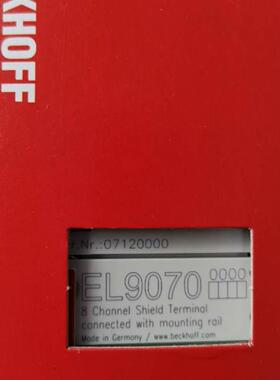 KHOFF
r.Nr.:07120000
EL9070 0000
8 Channel Shield Terminal
connected with mounting rail
Made in Germany / www.beckhoff.com